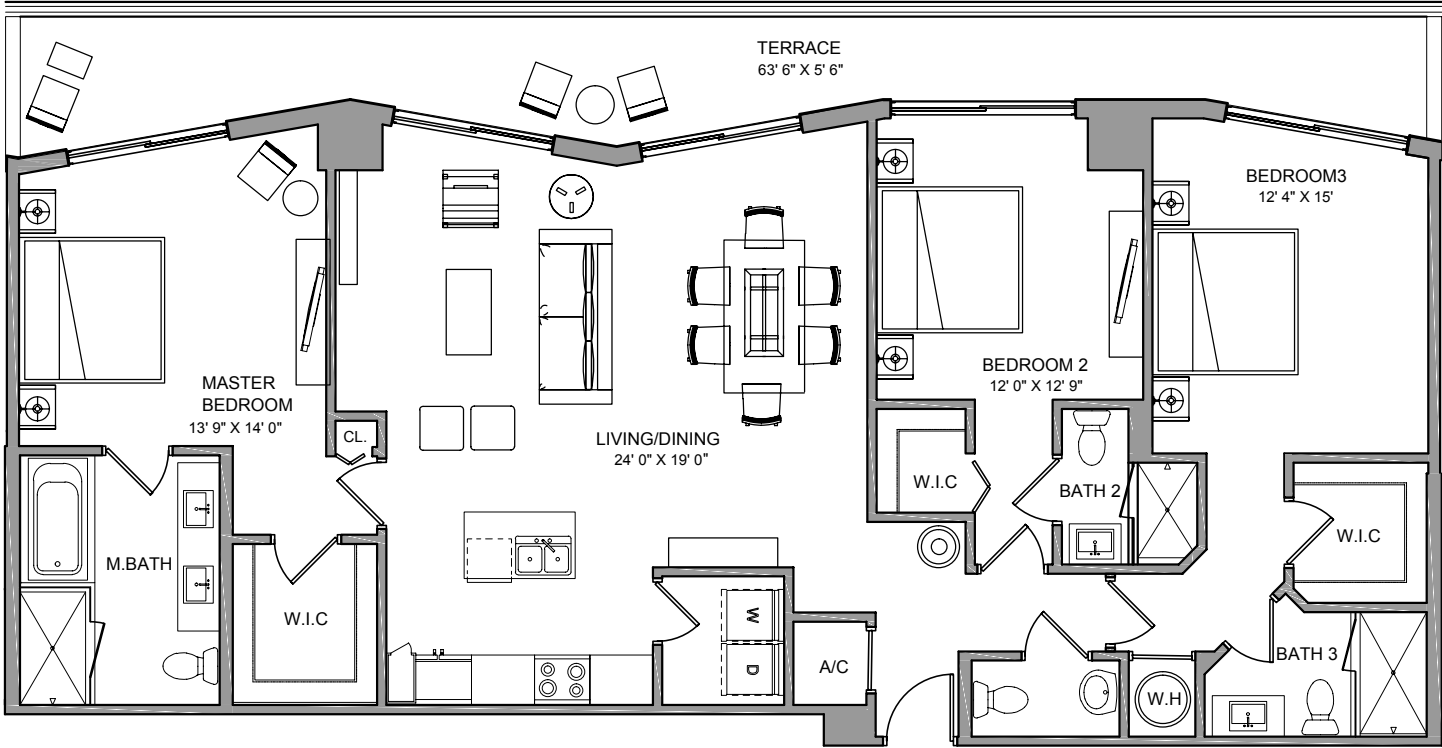 TERRACE
63' 6" X 5' 6"
BEDROOM3
12' 4" X 15'
BEDROOM 2
12' 0" X 12' 9"
MASTER
BEDROOM
13' 9" X 14' 0"
CL.
LIVING/DINING
24' 0" X 19' 0"
W.I.C
BATH 2
W.I.C
M.BATH
W.I.C
W
D
A/C
BATH 3
W.H